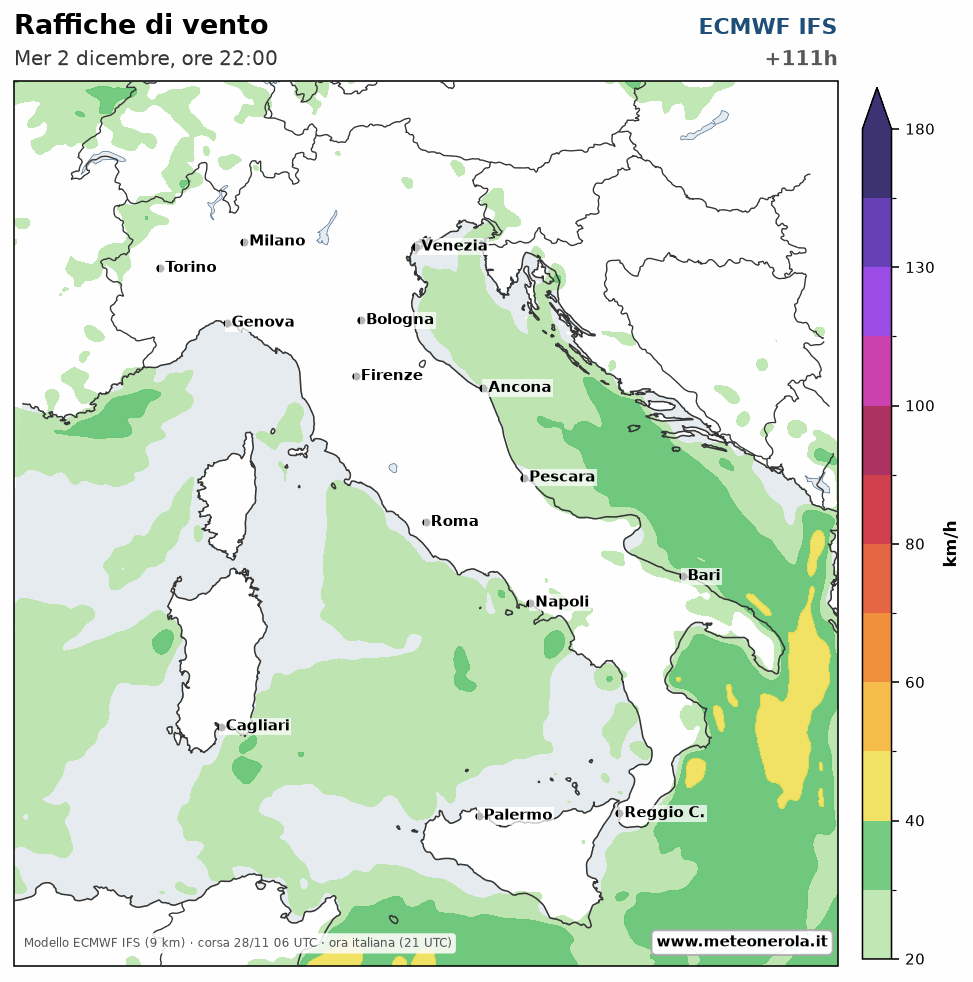 Raffiche di vento
ECMWF IFS
Mer 2 dicembre, ore 22:00
+111h
Milano
Venezia
Torino
Genova
Bologna
Firenze
Ancona
Pescara
Roma
Bari
Napoli
Cagliari
Palermo
Reggio C.
180
130
100
80
60
40
20
km/h
Modello ECMWF IFS (9 km) · corsa 28/11 06 UTC · ora italiana (21 UTC)
www.meteonerola.it